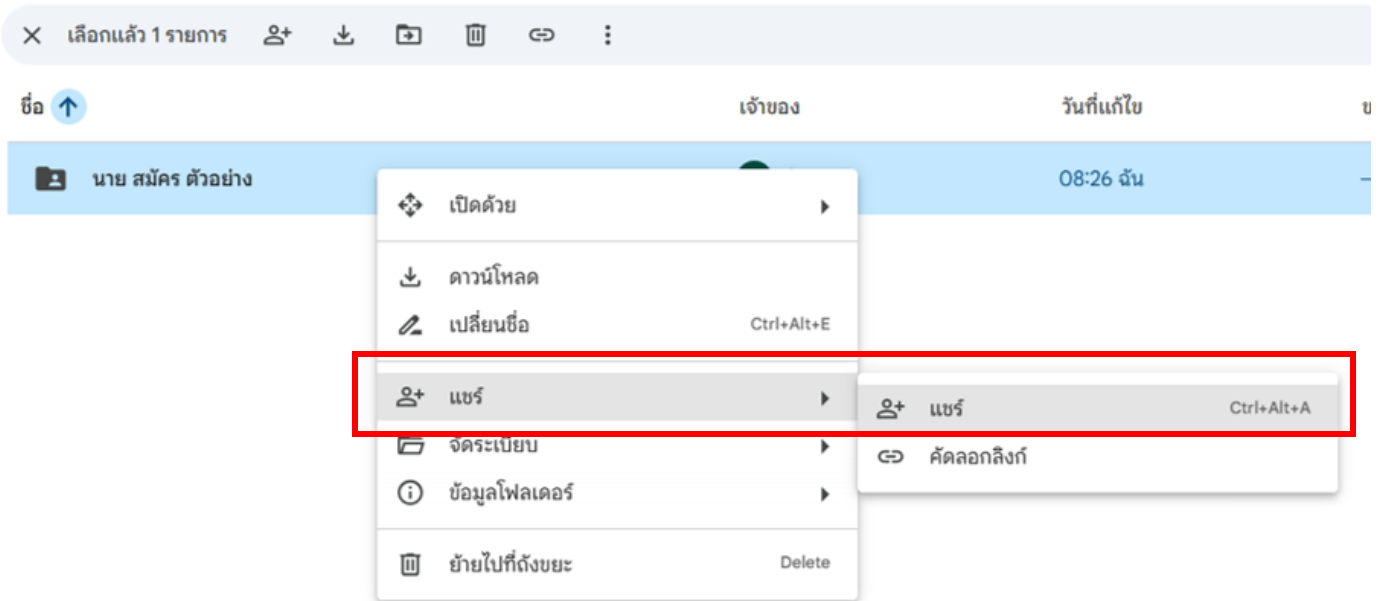 เลือกแล้ว 1 รายการ
ชื่อ เจ้าของ วันที่แก้ไข
นาย สมัคร ตัวอย่าง 08:26 ฉัน
เปิดด้วย
ดาวน์โหลด
เปลี่ยนชื่อ Ctrl+Alt+E
แชร์
แชร์ Ctrl+Alt+A
จัดระเบียบ
คัดลอกลิงก์
ข้อมูลโฟลเดอร์
ย้ายไปที่ถังขยะ Delete